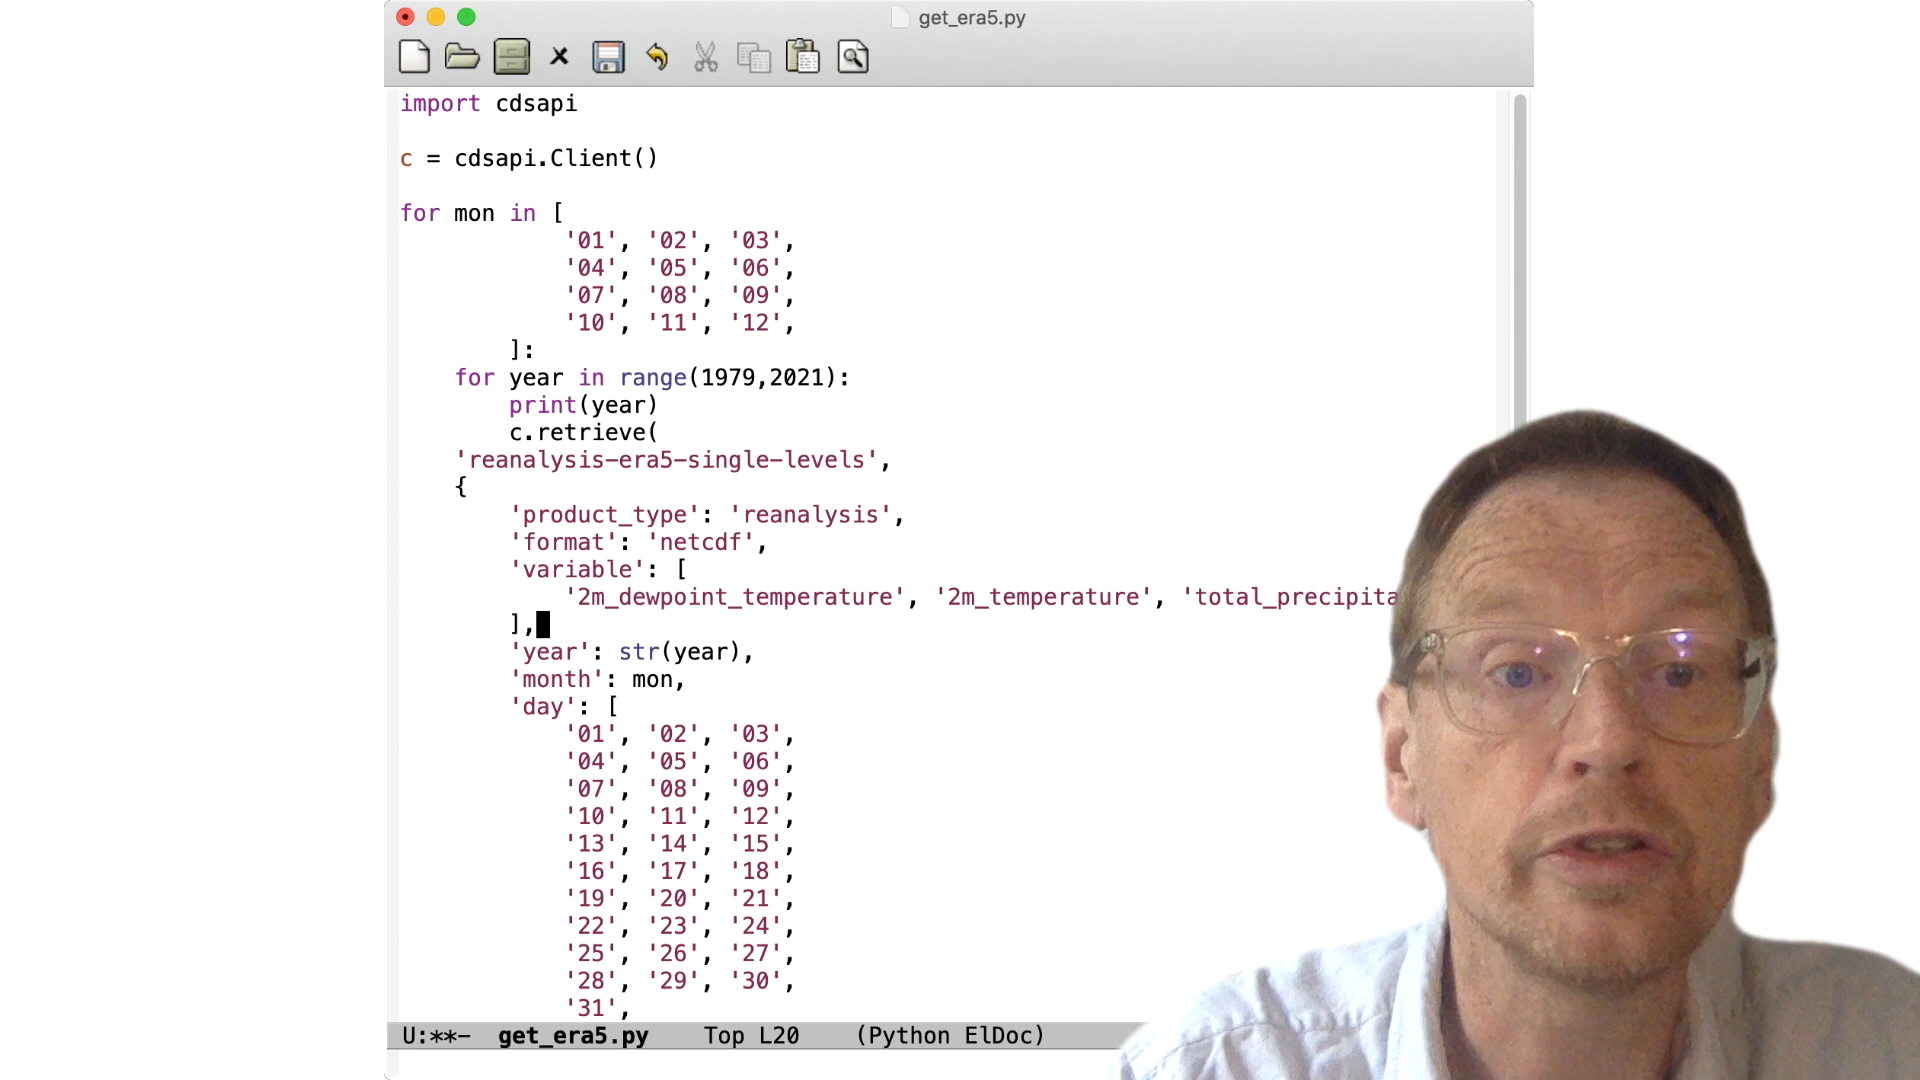 get_era5.py
import cdsapi
c = cdsapi.Client()
for mon in [
'01', '02', '03',
'04', '05', '06',
'07', '08', '09',
'10', '11', '12',
]:
for year in range(1979,2021):
print(year)
c.retrieve(
'reanalysis-era5-single-levels',
{
'product_type': 'reanalysis',
'format': 'netcdf',
'variable': [
'2m_dewpoint_temperature', '2m_temperature', 'total_precipita
],
'year': str(year),
'month': mon,
'day': [
'01', '02', '03',
'04', '05', '06',
'07', '08', '09',
'10', '11', '12',
'13', '14', '15',
'16', '17', '18',
'19', '20', '21',
'22', '23', '24',
'25', '26', '27',
'28', '29', '30',
'31',
U:**- get_era5.py Top L20 (Python ElDoc)